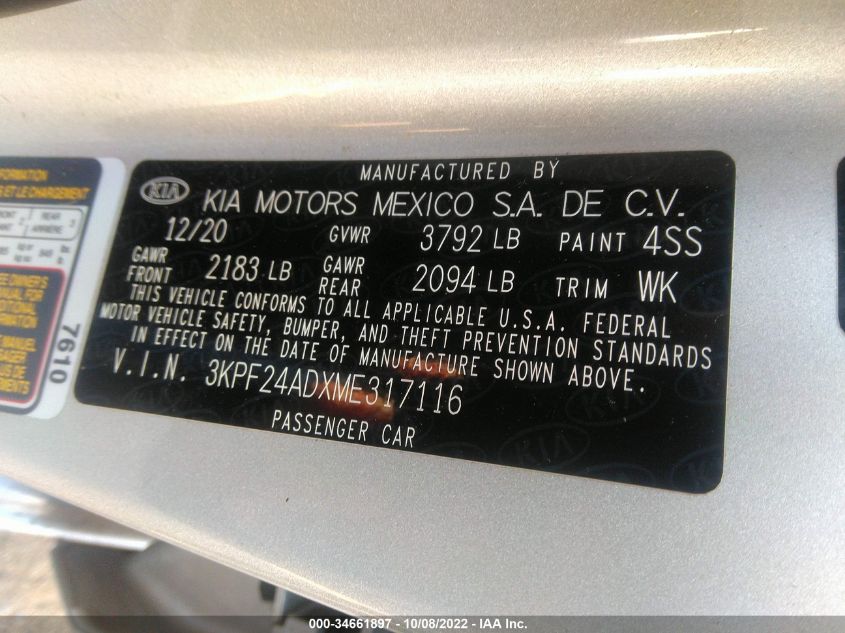 MANUFACTURED BY
KIA KIA MOTORS MEXICO S.A. DE C.V.
12/20 GVWR 3792 LB PAINT 4SS
GAWR FRONT 2183 LB GAWR REAR 2094 LB TRIM WK
THIS VEHICLE CONFORMS TO ALL APPLICABLE U.S.A. FEDERAL
MOTOR VEHICLE SAFETY, BUMPER, AND THEFT PREVENTION STANDARDS
IN EFFECT ON THE DATE OF MANUFACTURE SHOWN ABOVE.
V.I.N. 3KPF24ADXME317116
PASSENGER CAR
7610
000-34661897 - 10/08/2022 - IAA Inc.